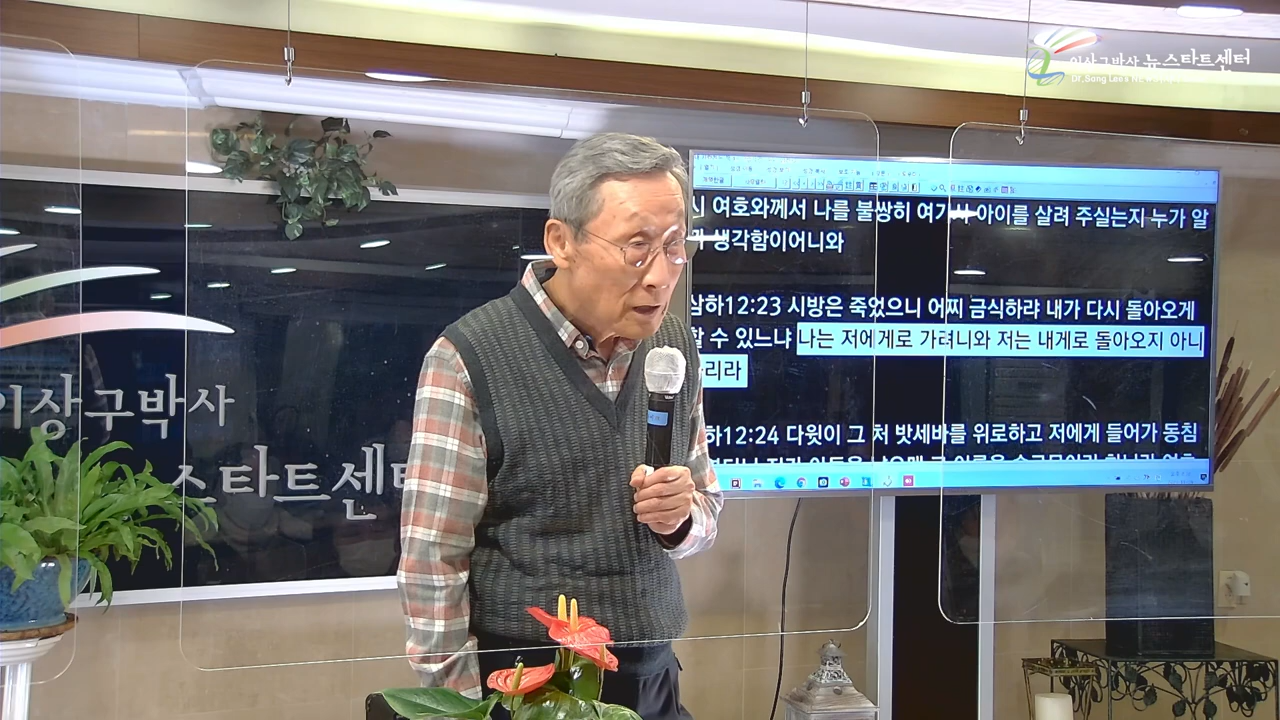 이상구박사 뉴스타트센터
여호와께서 나를 불쌍히 여기사 아이를 살려 주실는지 누가 알
생각함이어니와
삼하12:23 시방은 죽었으니 어찌 금식하랴 내가 다시 돌아오게
할 수 있느냐 나는 저에게로 가려니와 저는 내게로 돌아오지 아니
리라
하12:24 다윗이 그 처 밧세바를 위로하고 저에게 들어가 동침
이상구박사
스타트센터